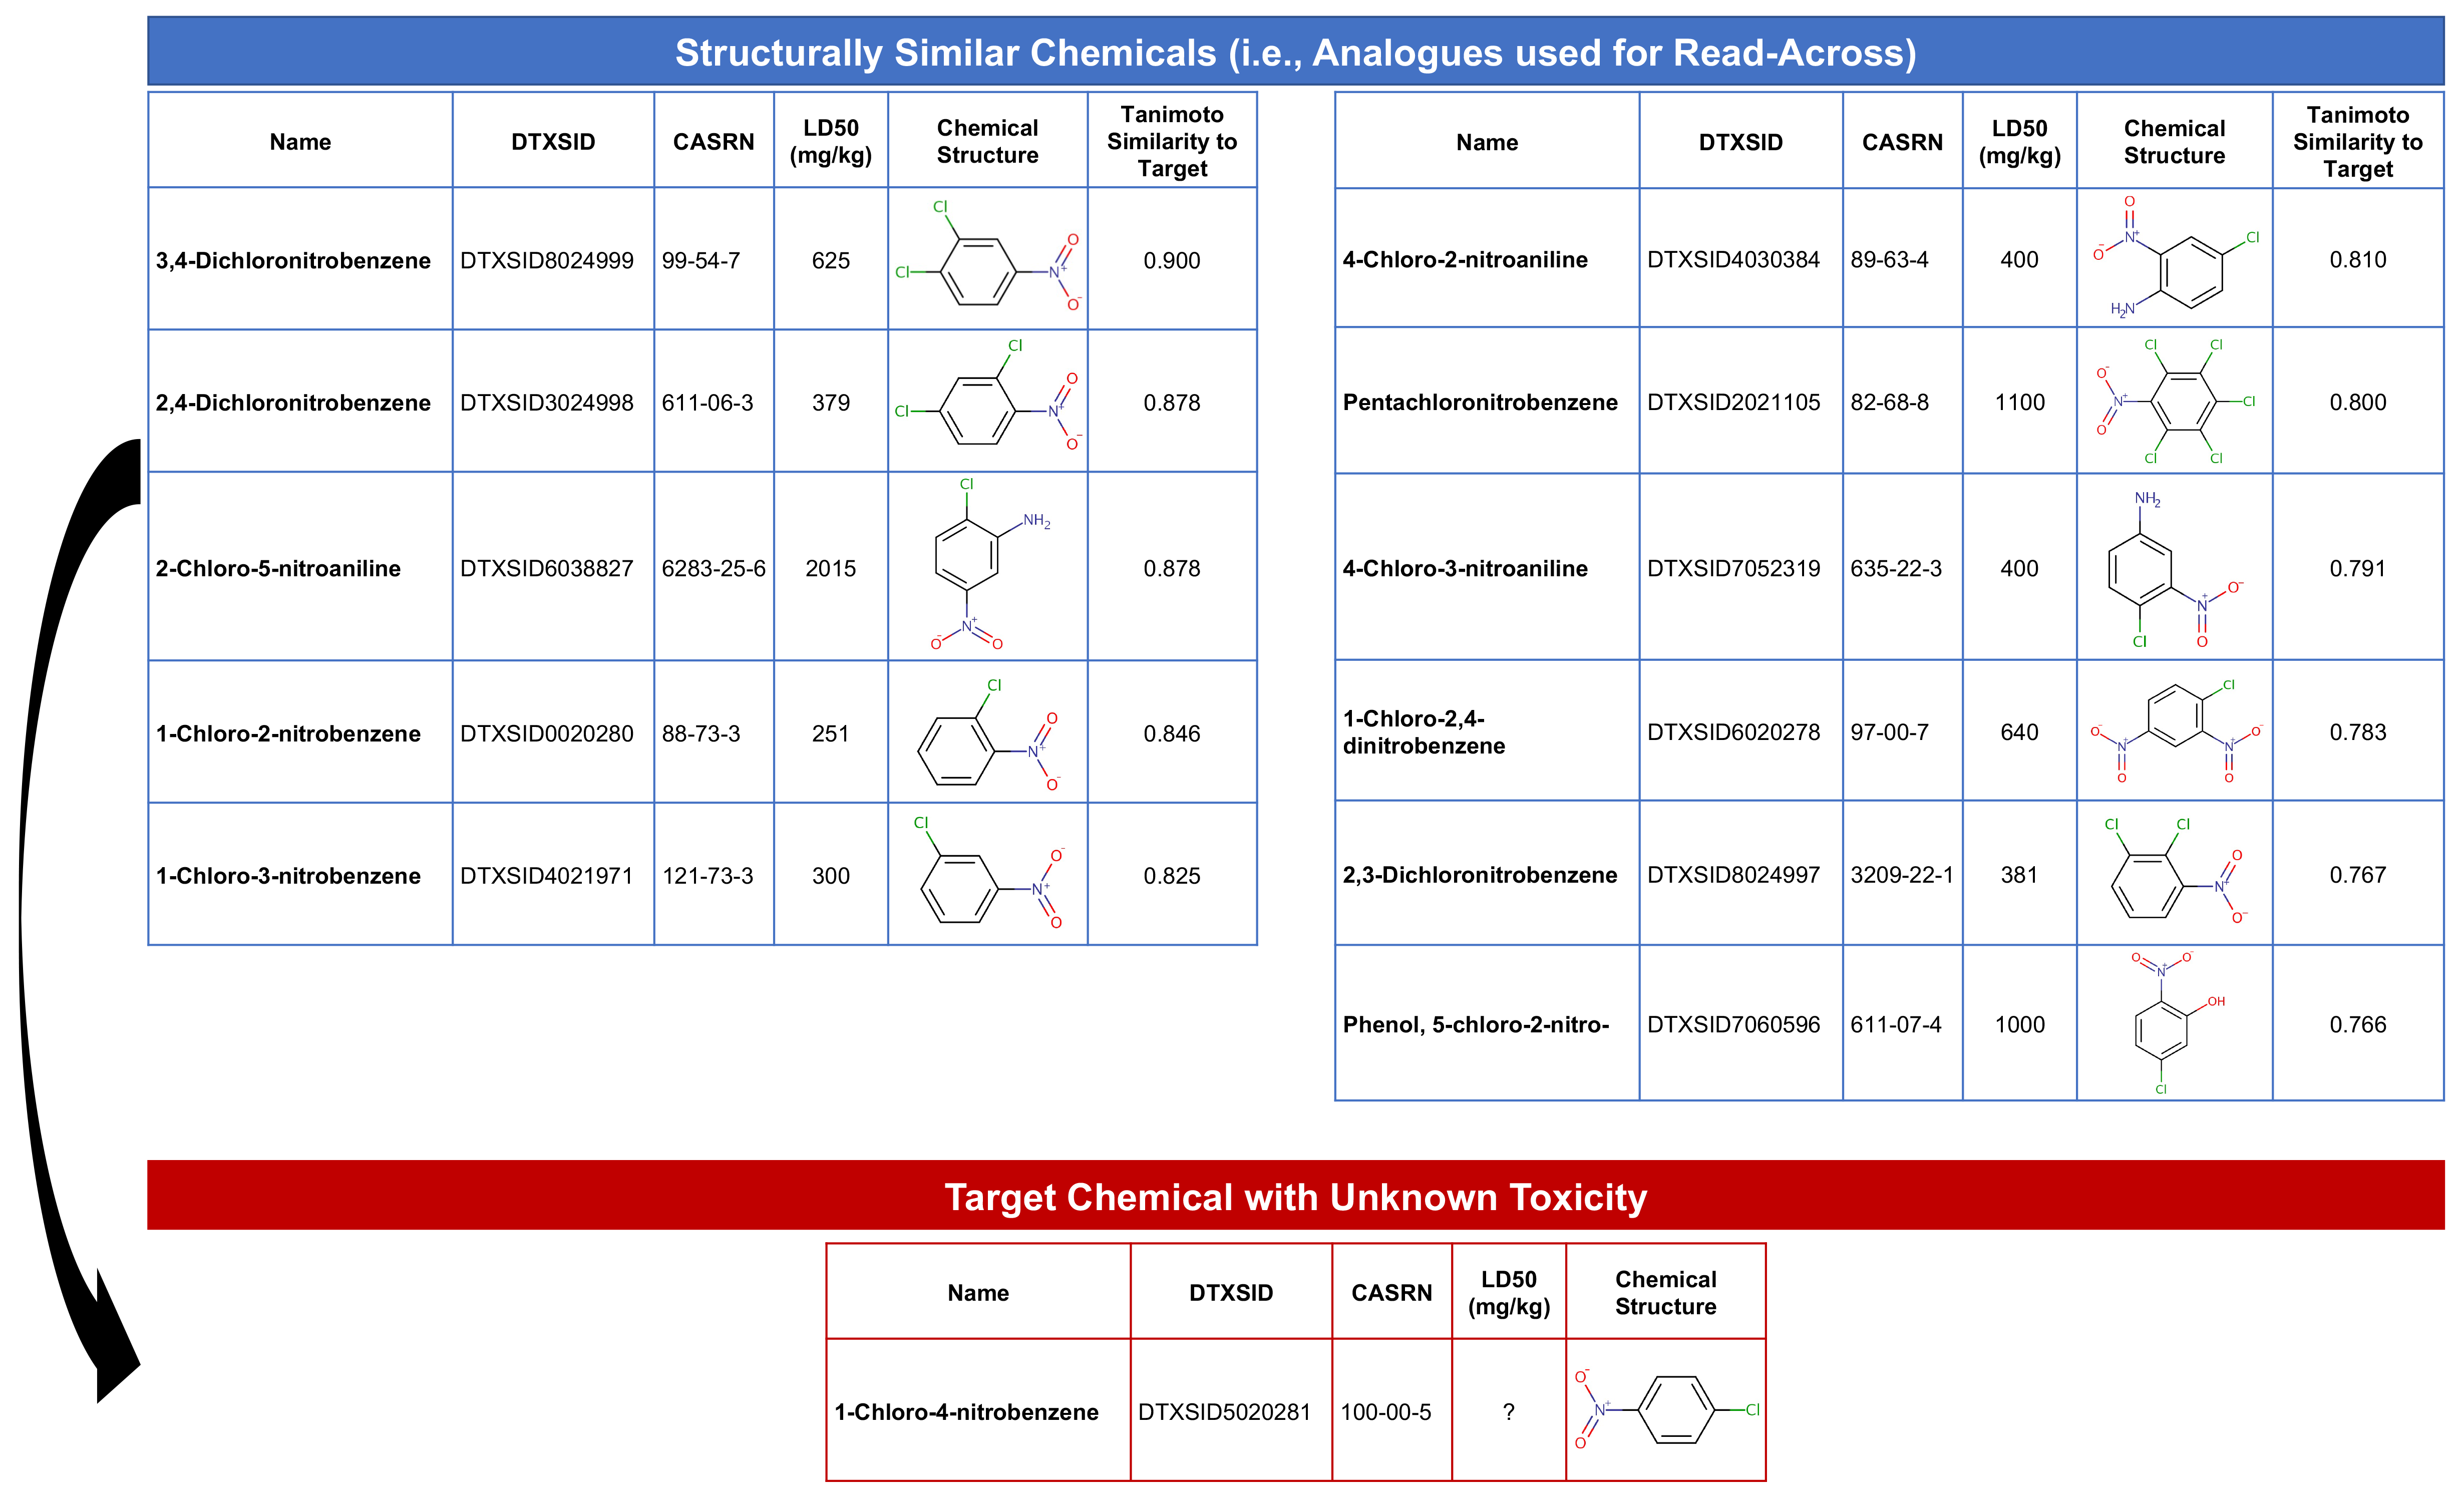 Structurally Similar Chemicals (i.e., Analogues used for Read-Across)
Name DTXSID CASRN LD50 (mg/kg) Chemical Structure Tanimoto Similarity to Target
3,4-Dichloronitrobenzene DTXSID8024999 99-54-7 625 Cl Cl N+ O O- 0.900
2,4-Dichloronitrobenzene DTXSID3024998 611-06-3 379 Cl Cl N+ O O- 0.878
2-Chloro-5-nitroaniline DTXSID6038827 6283-25-6 2015 Cl NH2 N+ O- O 0.878
1-Chloro-2-nitrobenzene DTXSID0020280 88-73-3 251 Cl N+ O O- 0.846
1-Chloro-3-nitrobenzene DTXSID4021971 121-73-3 300 Cl N+ O- O 0.825
Name DTXSID CASRN LD50 (mg/kg) Chemical Structure Tanimoto Similarity to Target
4-Chloro-2-nitroaniline DTXSID4030384 89-63-4 400 O O- N+ Cl H2N 0.810
Pentachloronitrobenzene DTXSID2021105 82-68-8 1100 Cl Cl O- N+ O Cl Cl Cl 0.800
4-Chloro-3-nitroaniline DTXSID7052319 635-22-3 400 NH2 N+ O- O Cl 0.791
1-Chloro-2,4-dinitrobenzene DTXSID6020278 97-00-7 640 Cl O- N+ O N+ O- O 0.783
2,3-Dichloronitrobenzene DTXSID8024997 3209-22-1 381 Cl Cl O N+ O- 0.767
Phenol, 5-chloro-2-nitro- DTXSID7060596 611-07-4 1000 O O- N+ OH Cl 0.766
Target Chemical with Unknown Toxicity
Name DTXSID CASRN LD50 (mg/kg) Chemical Structure
1-Chloro-4-nitrobenzene DTXSID5020281 100-00-5 ? O- N+ O Cl